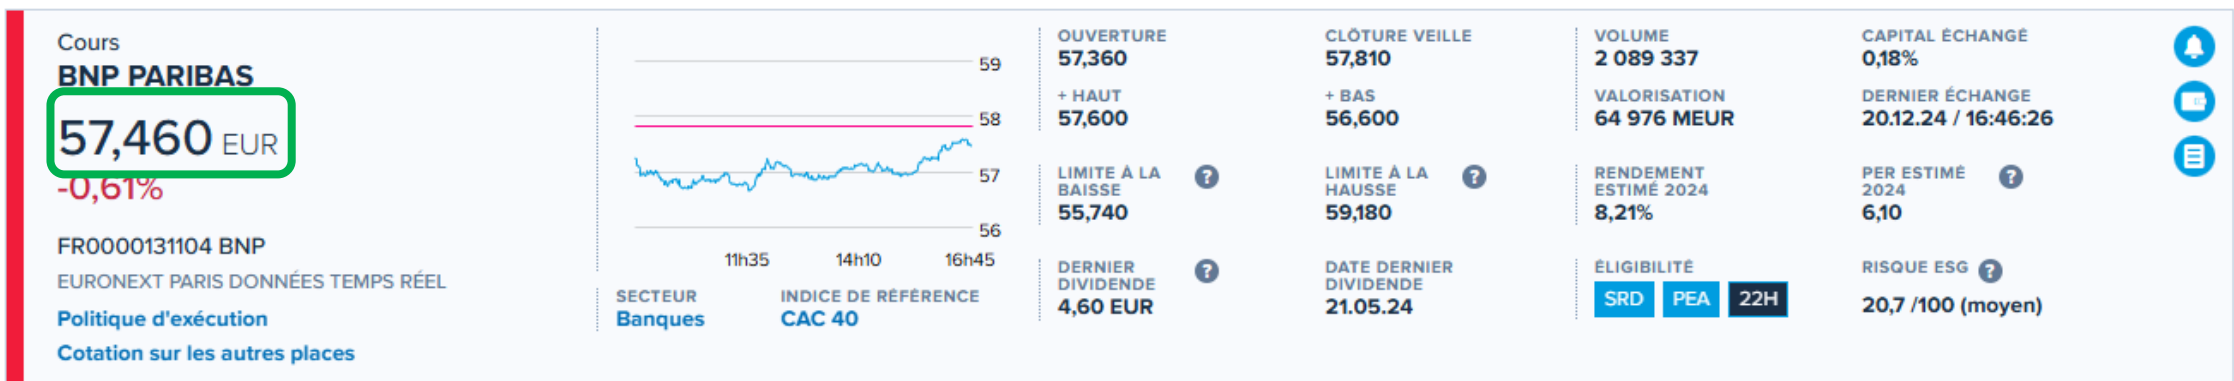 Cours
BNP PARIBAS
57,460 EUR
-0,61%
FR0000131104 BNP
EURONEXT PARIS DONNÉES TEMPS RÉEL
Politique d'exécution
Cotation sur les autres places
59
58
57
56
11h35 14h10 16h45
SECTEUR
Banques
INDICE DE RÉFÉRENCE
CAC 40
OUVERTURE
57,360
CLÔTURE VEILLE
57,810
VOLUME
2 089 337
CAPITAL ÉCHANGÉ
0,18%
+ HAUT
57,600
+ BAS
56,600
VALORISATION
64 976 MEUR
DERNIER ÉCHANGE
20.12.24 / 16:46:26
LIMITE À LA
BAISSE
?
55,740
LIMITE À LA
HAUSSE
?
59,180
RENDEMENT
ESTIMÉ 2024
8,21%
PER ESTIMÉ
2024
?
6,10
DERNIER
DIVIDENDE
?
4,60 EUR
DATE DERNIER
DIVIDENDE
21.05.24
ÉLIGIBILITÉ
SRD PEA 22H
RISQUE ESG ?
20,7 /100 (moyen)